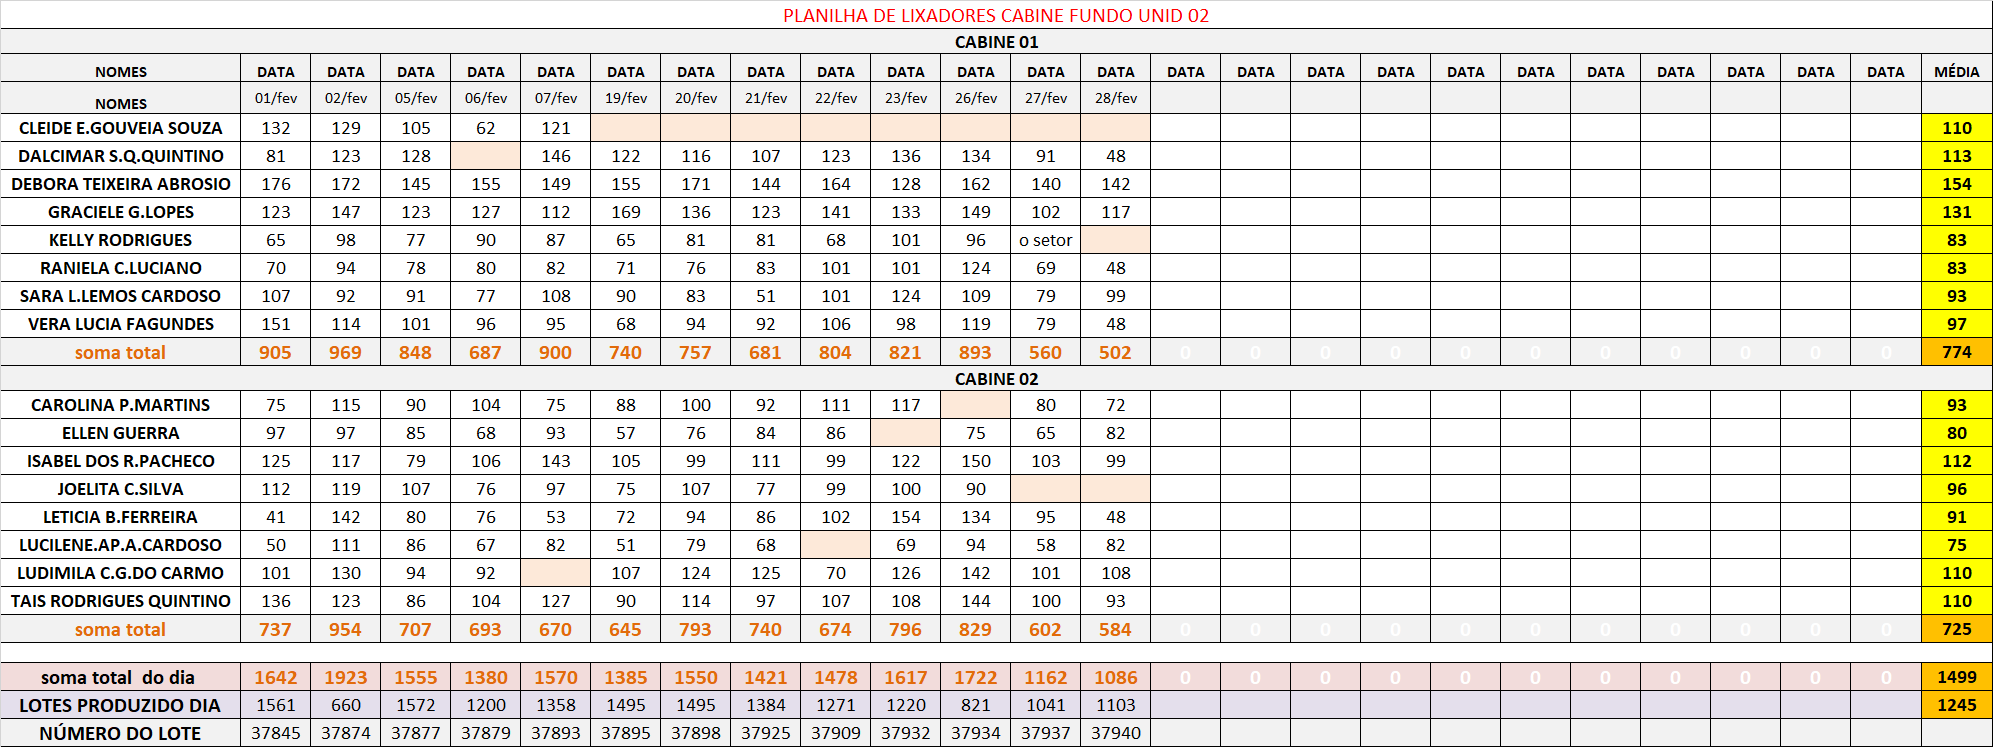 PLANILHA DE LIXADORES CABINE FUNDO UNID 02
CABINE 01
NOMES DATA DATA DATA DATA DATA DATA DATA DATA DATA DATA DATA DATA DATA DATA DATA DATA DATA DATA DATA DATA DATA DATA DATA DATA MÉDIA
NOMES 01/fev 02/fev 05/fev 06/fev 07/fev 19/fev 20/fev 21/fev 22/fev 23/fev 26/fev 27/fev 28/fev
CLEIDE E.GOUVEIA SOUZA 132 129 105 62 121 110
DALCIMAR S.Q.QUINTINO 81 123 128 146 122 116 107 123 136 134 91 48 113
DEBORA TEIXEIRA ABROSIO 176 172 145 155 149 155 171 144 164 128 162 140 142 154
GRACIELE G.LOPES 123 147 123 127 112 169 136 123 141 133 149 102 117 131
KELLY RODRIGUES 65 98 77 90 87 65 81 81 68 101 96 o setor 83
RANIELA C.LUCIANO 70 94 78 80 82 71 76 83 101 101 124 69 48 83
SARA L.LEMOS CARDOSO 107 92 91 77 108 90 83 51 101 124 109 79 99 93
VERA LUCIA FAGUNDES 151 114 101 96 95 68 94 92 106 98 119 79 48 97
soma total 905 969 848 687 900 740 757 681 804 821 893 560 502 0 0 0 0 0 0 0 0 0 0 0 774
CABINE 02
CAROLINA P.MARTINS 75 115 90 104 75 88 100 92 111 117 80 72 93
ELLEN GUERRA 97 97 85 68 93 57 76 84 86 75 65 82 80
ISABEL DOS R.PACHECO 125 117 79 106 143 105 99 111 99 122 150 103 99 112
JOELITA C.SILVA 112 119 107 76 97 75 107 77 99 100 90 96
LETICIA B.FERREIRA 41 142 80 76 53 72 94 86 102 154 134 95 48 91
LUCILENE.AP.A.CARDOSO 50 111 86 67 82 51 79 68 69 94 58 82 75
LUDIMILA C.G.DO CARMO 101 130 94 92 107 124 125 70 126 142 101 108 110
TAIS RODRIGUES QUINTINO 136 123 86 104 127 90 114 97 107 108 144 100 93 110
soma total 737 954 707 693 670 645 793 740 674 796 829 602 584 0 0 0 0 0 0 0 0 0 0 0 725
soma total do dia 1642 1923 1555 1380 1570 1385 1550 1421 1478 1617 1722 1162 1086 0 0 0 0 0 0 0 0 0 0 0 1499
LOTES PRODUZIDO DIA 1561 660 1572 1200 1358 1495 1495 1384 1271 1220 821 1041 1103 1245
NÚMERO DO LOTE 37845 37874 37877 37879 37893 37895 37898 37925 37909 37932 37934 37937 37940